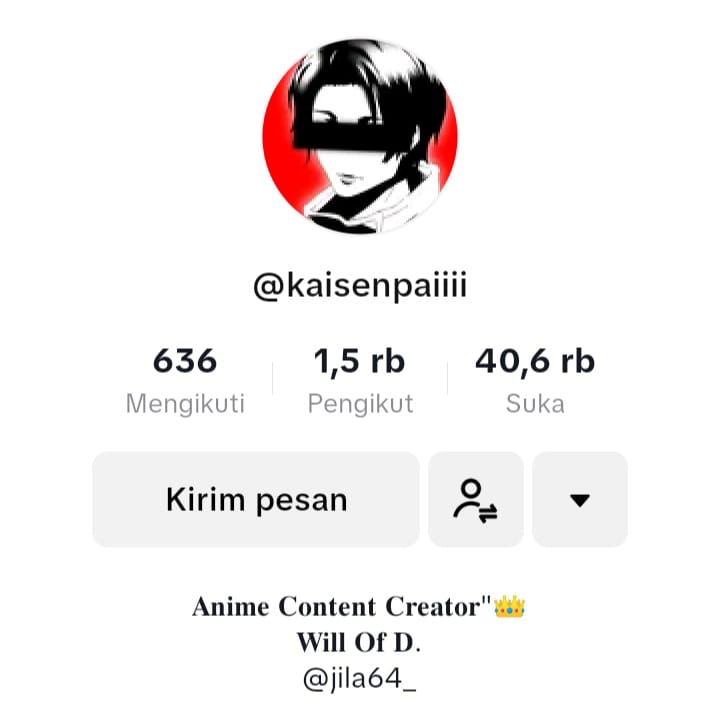 @kaisenpaiiii
636 1,5 rb 40,6 rb
Mengikuti Pengikut Suka
Kirim pesan
Anime Content Creator"👑
Will Of D.
@jila64_